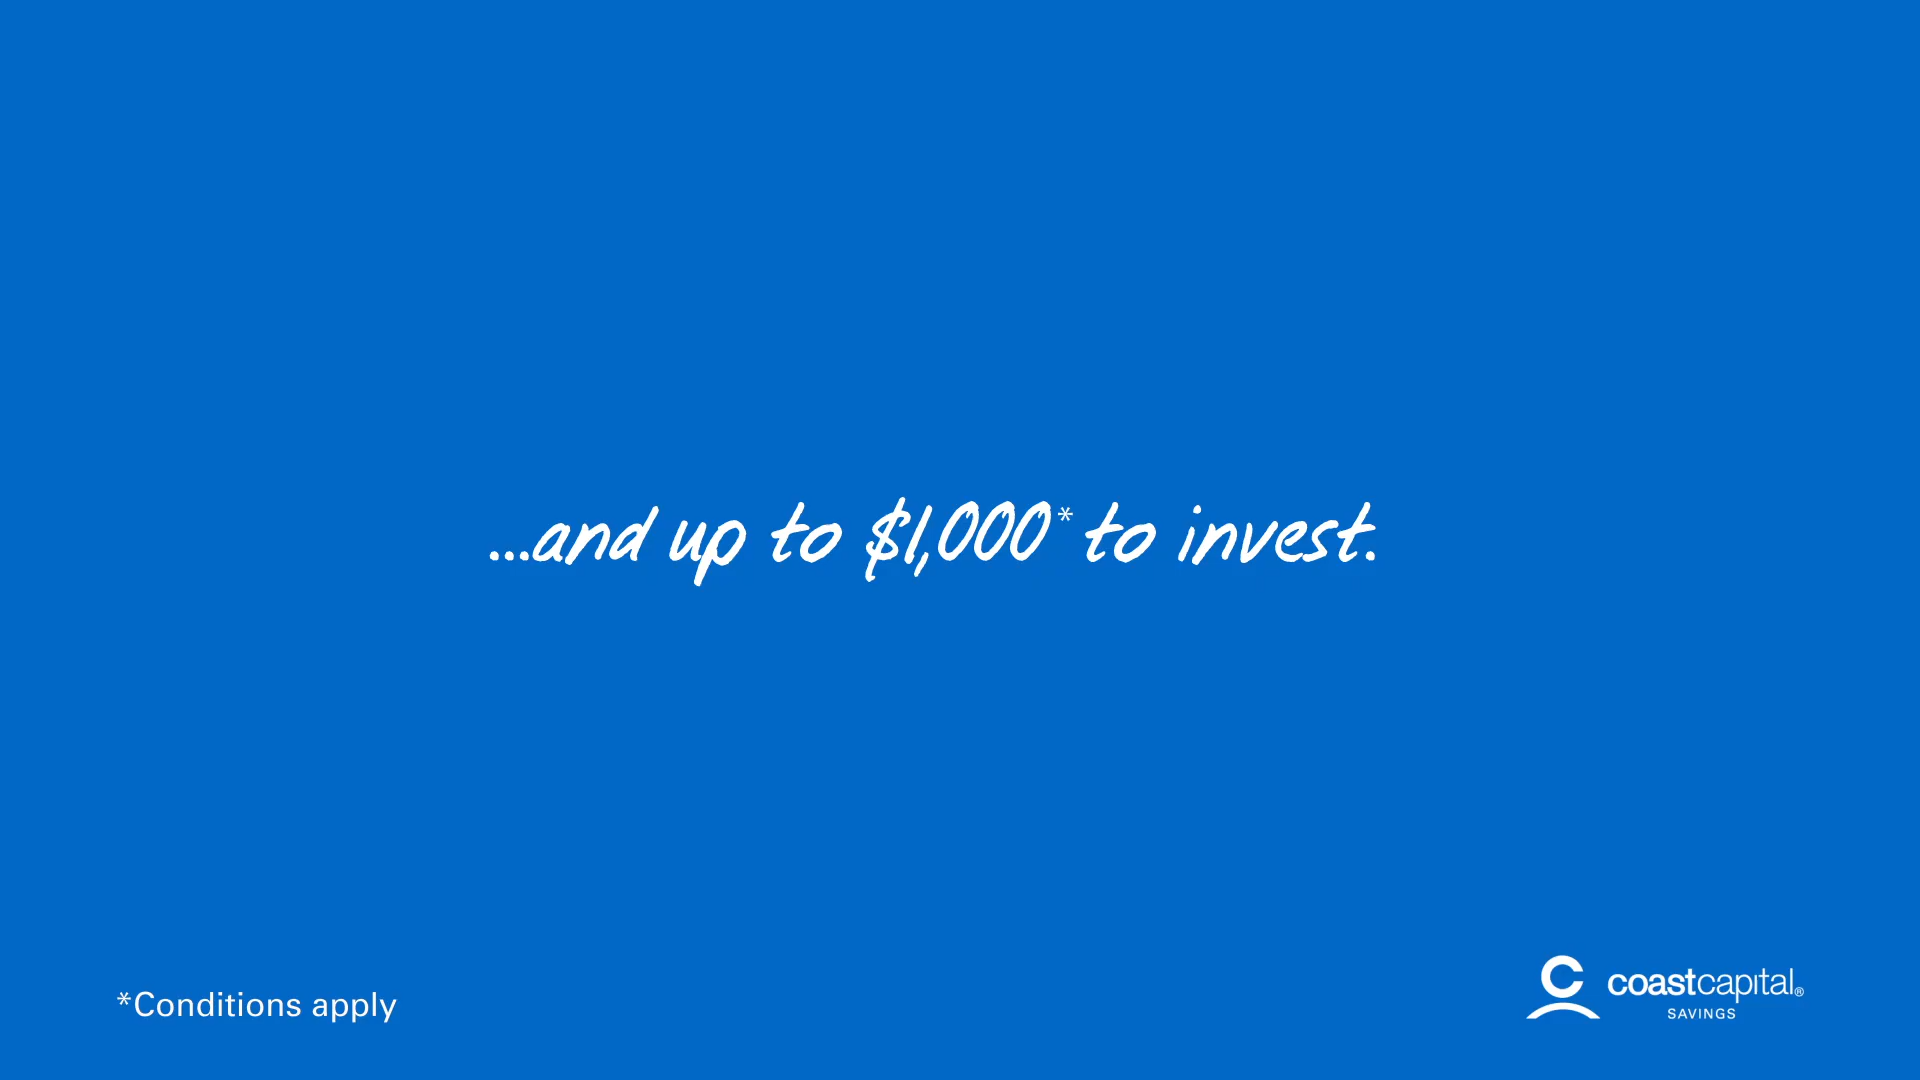 ...and up to $1,000* to invest.
*Conditions apply
coastcapital®
SAVINGS